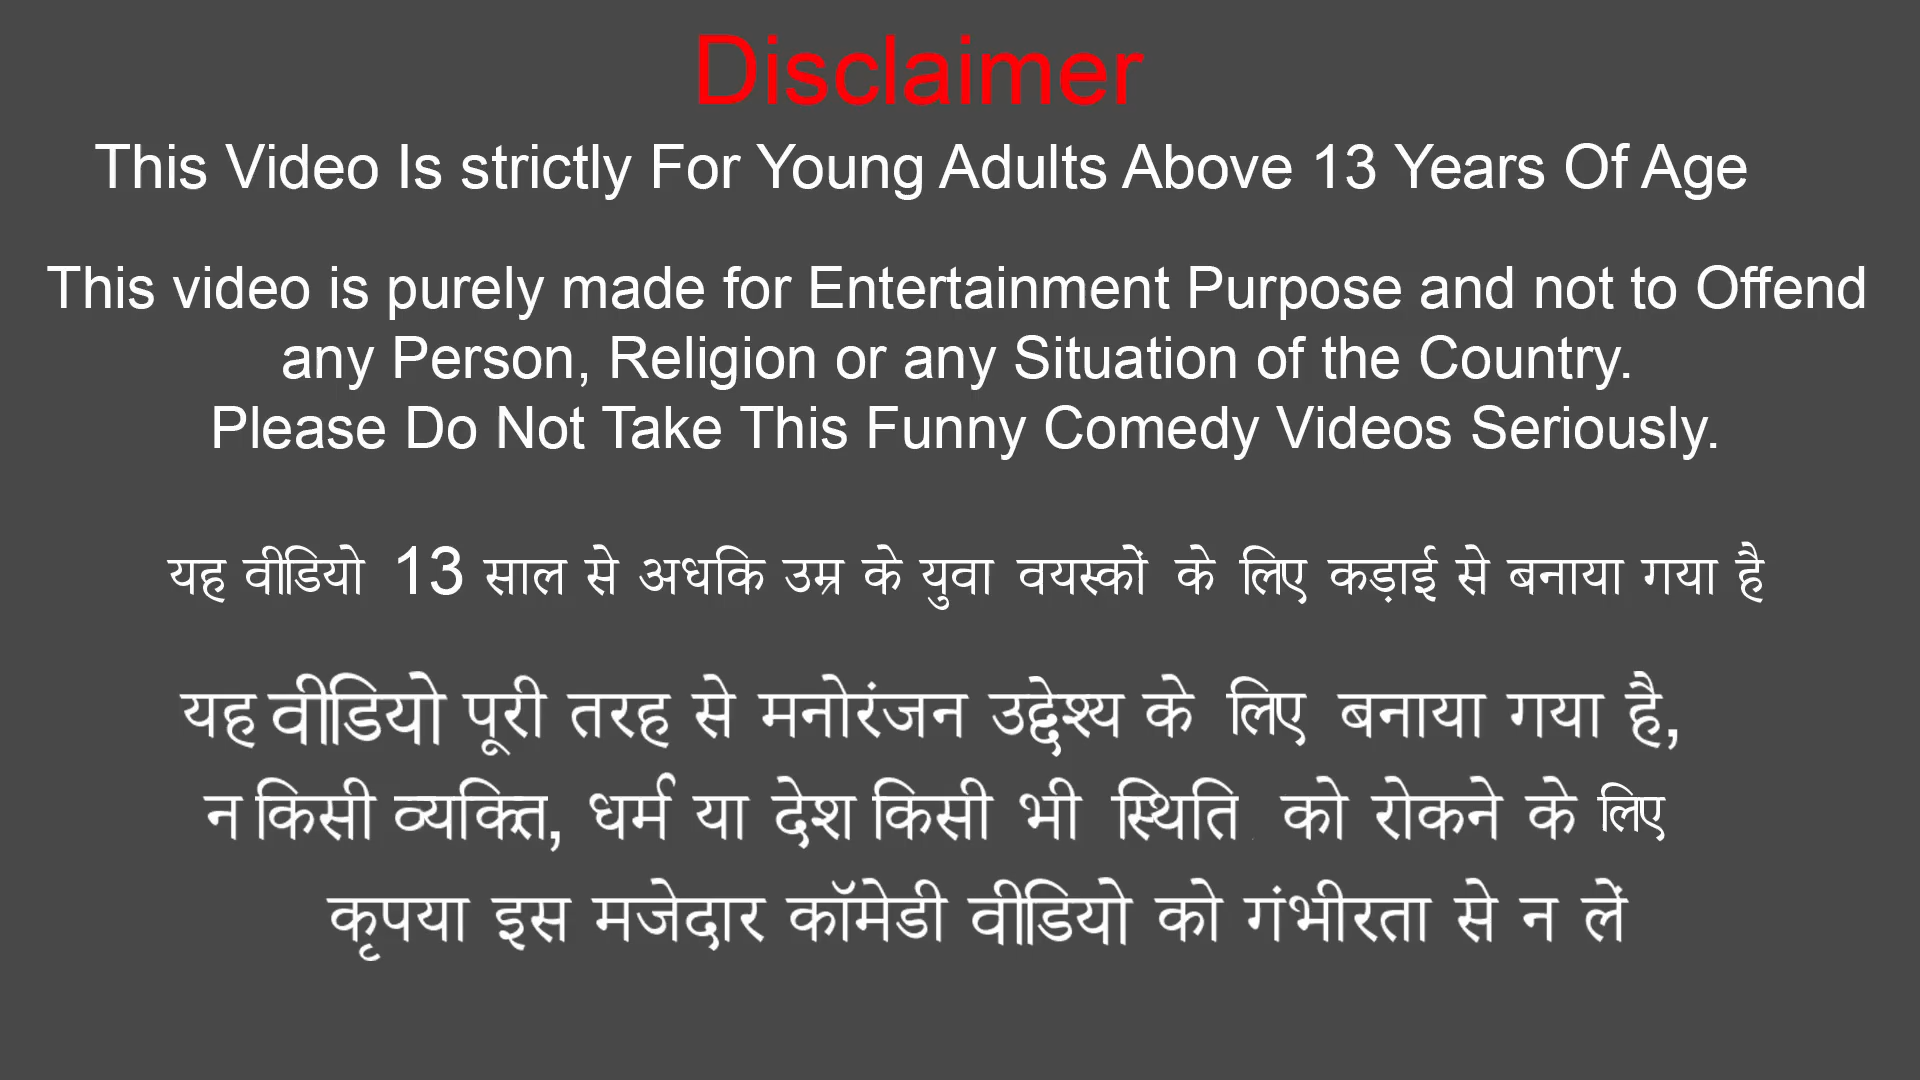 Disclaimer
This Video Is strictly For Young Adults Above 13 Years Of Age
This video is purely made for Entertainment Purpose and not to Offend
any Person, Religion or any Situation of the Country.
Please Do Not Take This Funny Comedy Videos Seriously.
यह वीडियो 13 साल से अधकि उम्र के युवा वयस्कों के लिए कड़ाई से बनाया गया है
यह वीडियो पूरी तरह से मनोरंजन उद्देश्य के लिए बनाया गया है,
न किसी व्यक्ति, धर्म या देश किसी भी स्थिति को रोकने के लिए
कृपया इस मजेदार कॉमेडी वीडियो को गंभीरता से न लें